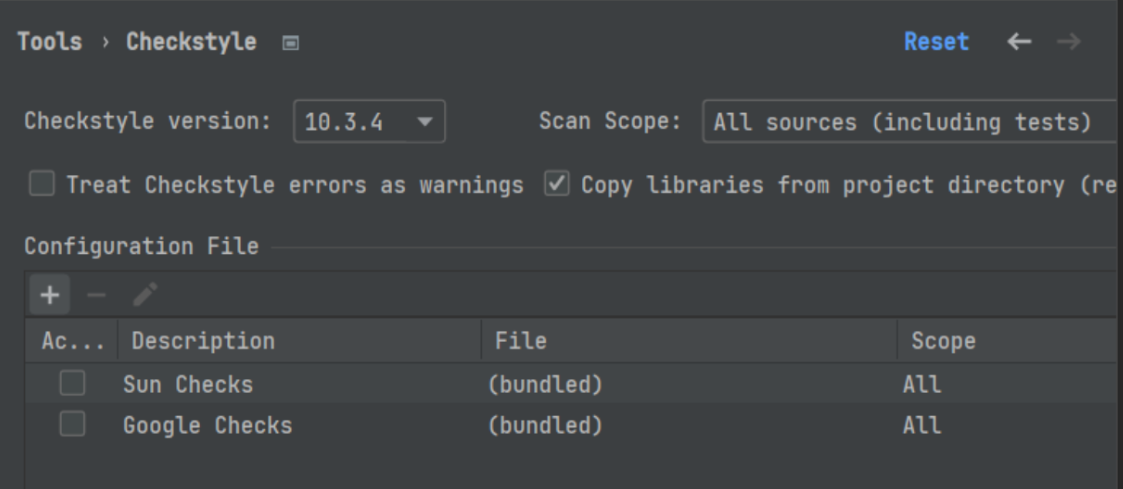 Tools › Checkstyle Reset
Checkstyle version: 10.3.4 Scan Scope: All sources (including tests)
Treat Checkstyle errors as warnings Copy libraries from project directory (re
Configuration File
Ac... Description File Scope
Sun Checks (bundled) All
Google Checks (bundled) All